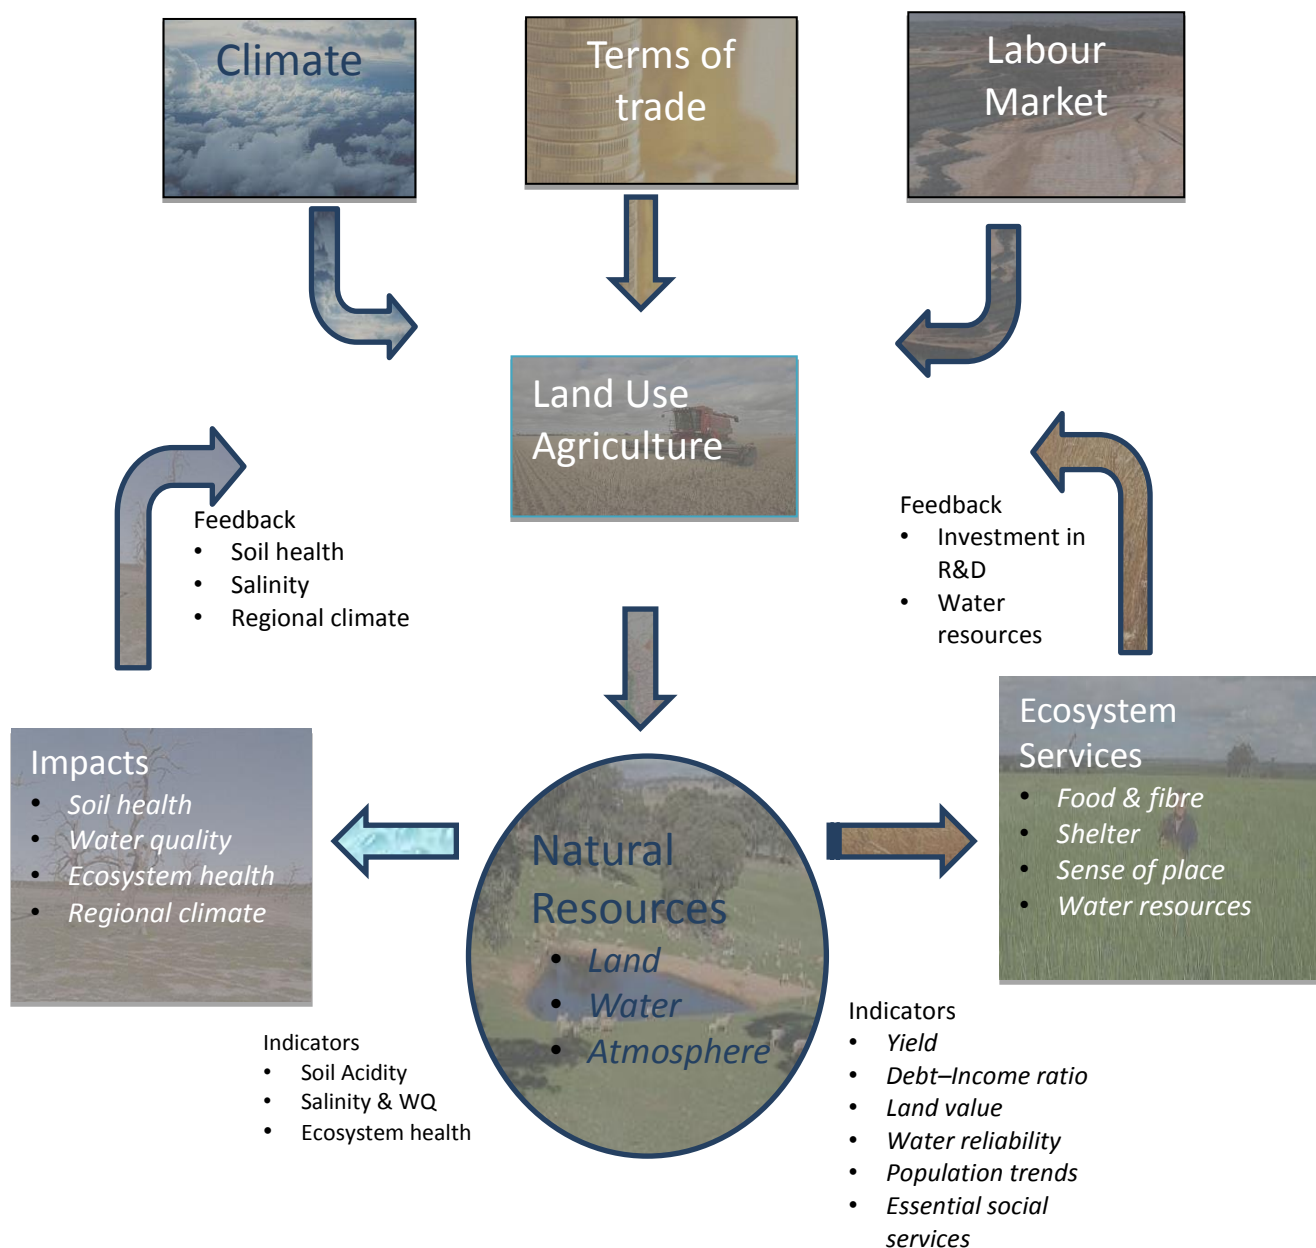 Climate
Terms of
trade
Labour
Market
Land Use
Agriculture
Feedback
• Soil health
• Salinity
• Regional climate
Feedback
• Investment in
R&D
• Water
resources
Impacts
• Soil health
• Water quality
• Ecosystem health
• Regional climate
Natural
Resources
• Land
• Water
• Atmosphere
Ecosystem
Services
• Food & fibre
• Shelter
• Sense of place
• Water resources
Indicators
• Soil Acidity
• Salinity & WQ
• Ecosystem health
Indicators
• Yield
• Debt–Income ratio
• Land value
• Water reliability
• Population trends
• Essential social
services